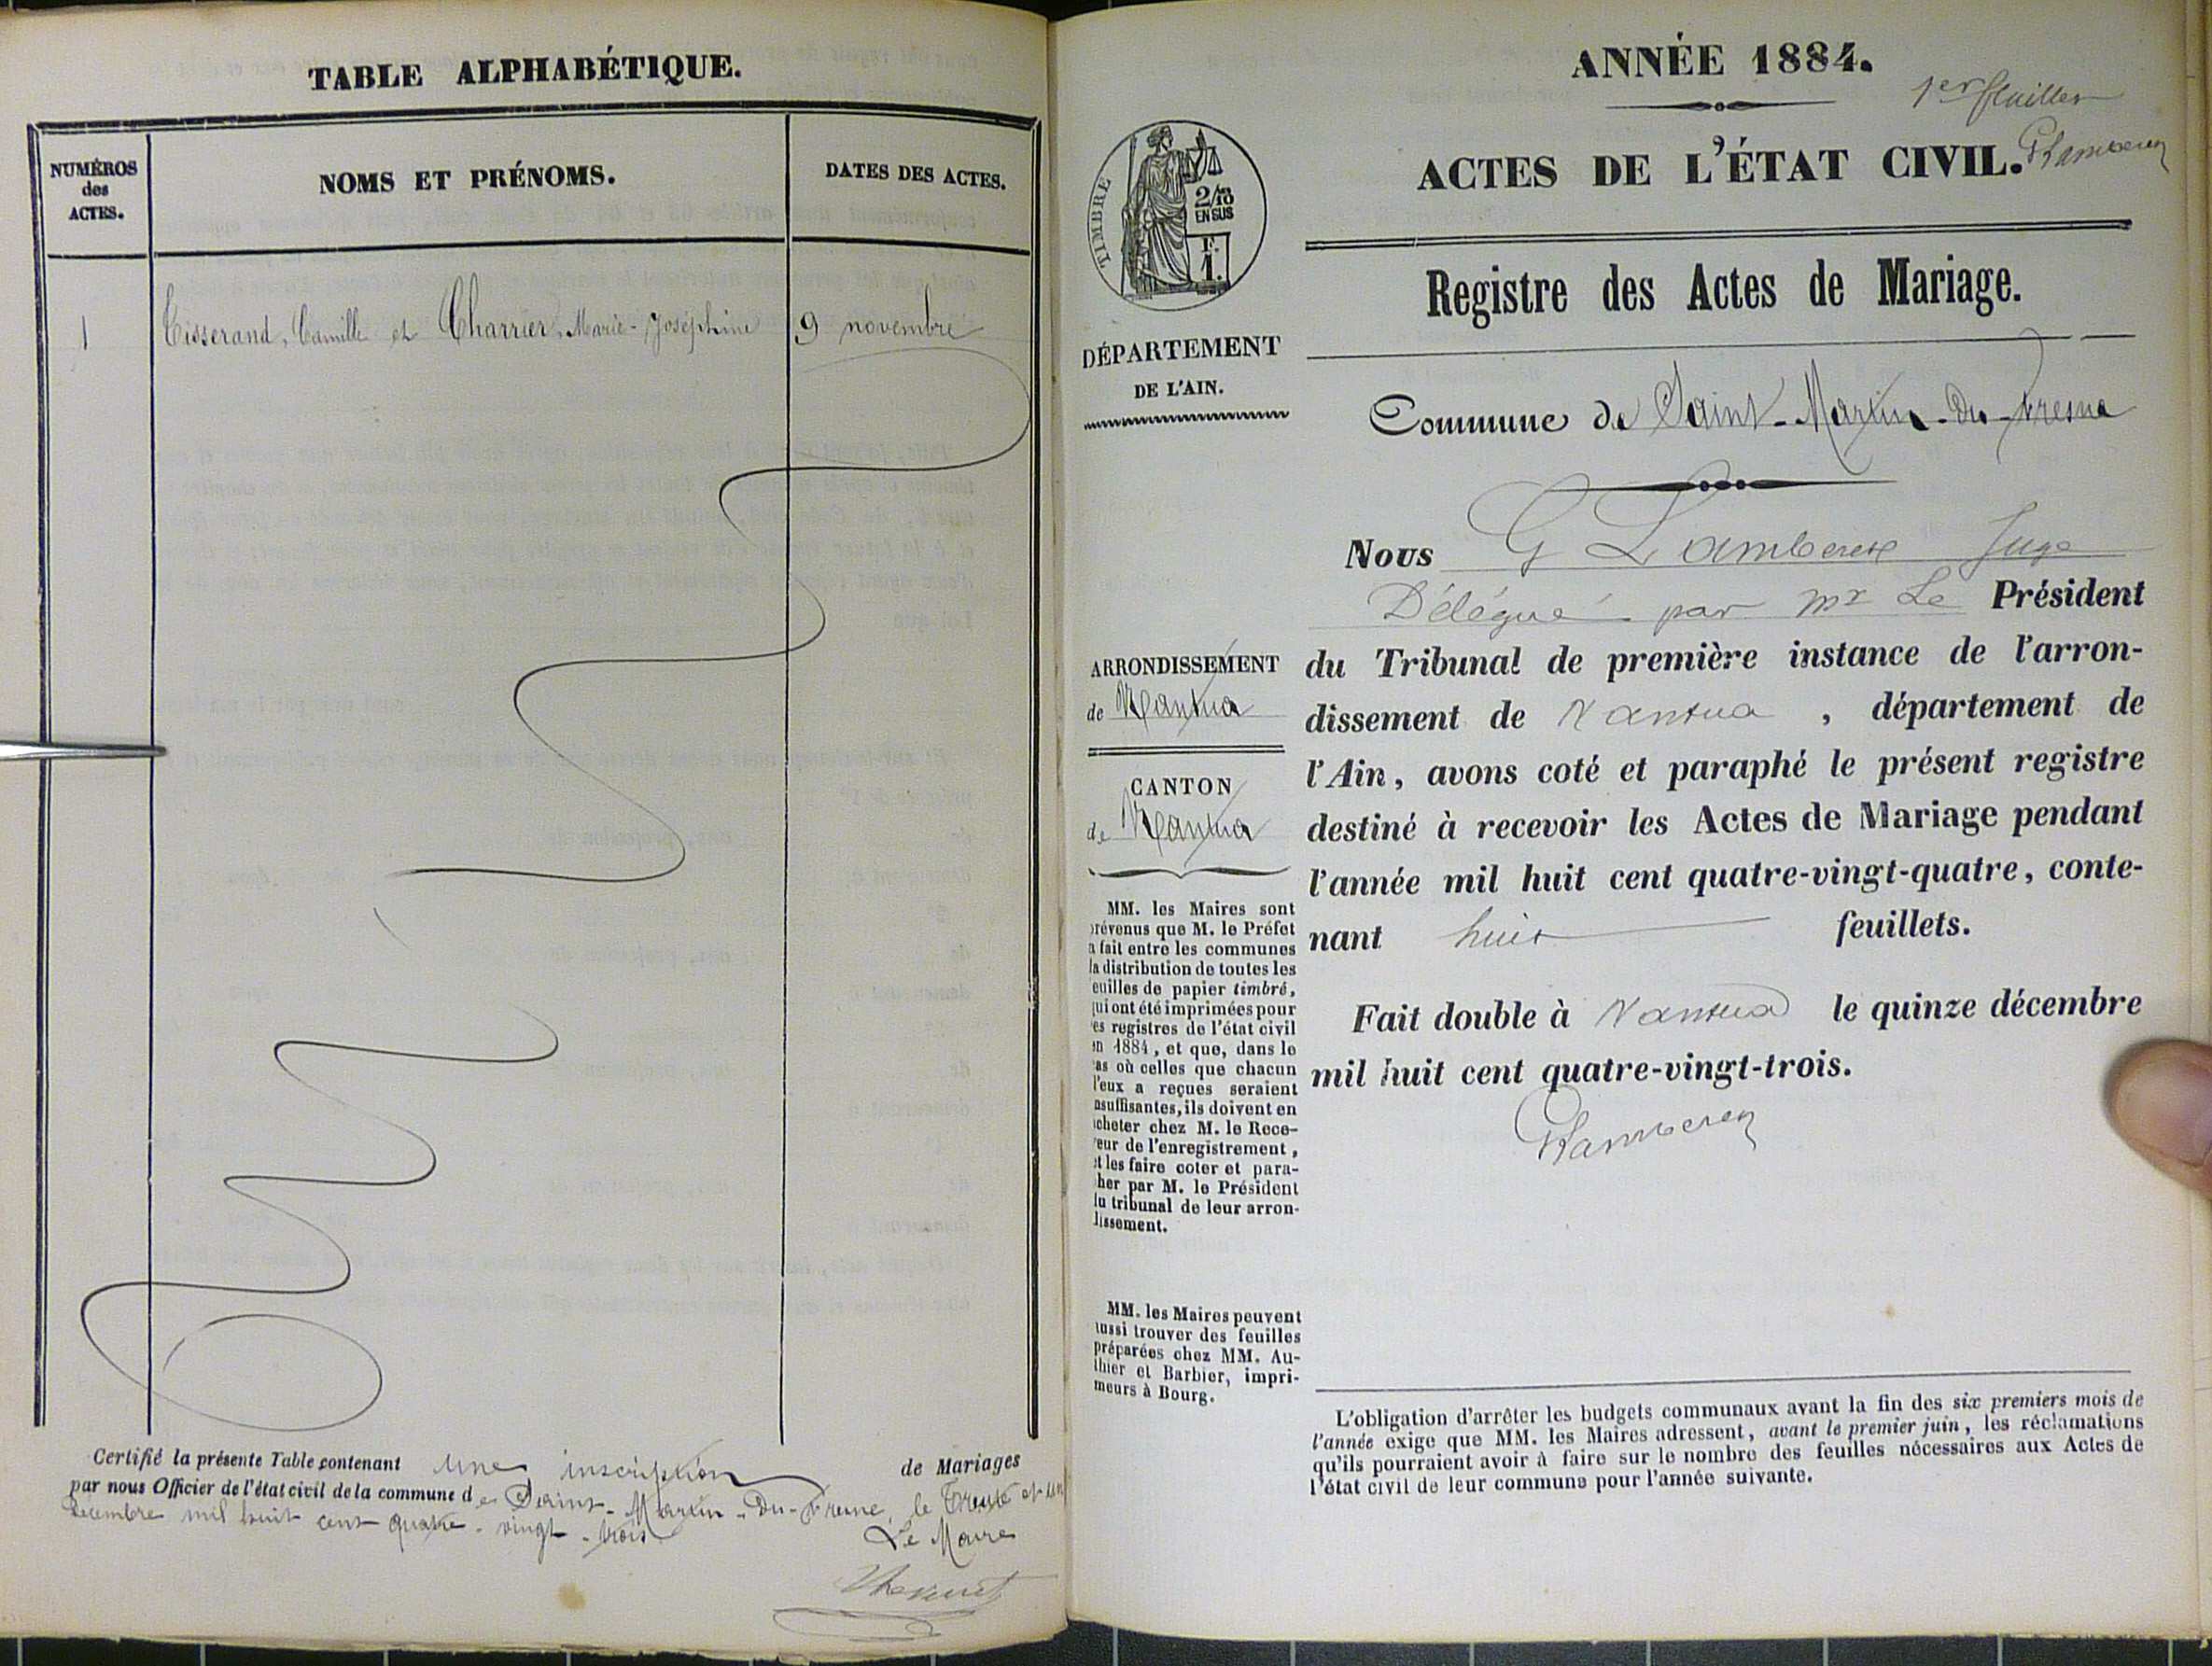 TABLE ALPHABÉTIQUE.
NUMÉROS
des
ACTES.
NOMS ET PRÉNOMS.
DATES DES ACTES.
1
Tisserand, Camille et Charrier, Marie-Joséphine
9 novembre
Certifié la présente Table contenant une inscription de Mariages
par nous Officier de l'état civil de la commune de Saint-Martin-du-Fresne, le trente et un
décembre mil huit cent quatre-vingt-trois
Le Maire
ANNÉE 1884.
1er feuillet
ACTES DE L'ÉTAT CIVIL.
TIMBRE
2/10
EN SUS
F.
1.
Registre des Actes de Mariage.
DÉPARTEMENT
DE L'AIN.
Commune de Saint-Martin-du-Fresne
ARRONDISSEMENT
de Nantua
CANTON
de Nantua
MM. les Maires sont
prévenus que M. le Préfet
a fait entre les communes
la distribution de toutes les
feuilles de papier timbré,
qui ont été imprimées pour
les registres de l'état civil
en 1884, et que, dans le
cas où celles que chacun
d'eux a reçues seraient
insuffisantes, ils doivent en
acheter chez M. le Rece-
veur de l'enregistrement,
et les faire coter et para-
pher par M. le Président
du tribunal de leur arron-
dissement.
MM. les Maires peuvent
aussi trouver des feuilles
préparées chez MM. Au-
thier et Barbier, impri-
meurs à Bourg.
Nous G Lamberet Juge
Délégué par mr Le Président
du Tribunal de première instance de l'arron-
dissement de Nantua, département de
l'Ain, avons coté et paraphé le présent registre
destiné à recevoir les Actes de Mariage pendant
l'année mil huit cent quatre-vingt-quatre, conte-
nant huit feuillets.
Fait double à Nantua le quinze décembre
mil huit cent quatre-vingt-trois.
L'obligation d'arrêter les budgets communaux avant la fin des six premiers mois de
l'année exige que MM. les Maires adressent, avant le premier juin, les réclamations
qu'ils pourraient avoir à faire sur le nombre des feuilles nécessaires aux Actes de
l'état civil de leur commune pour l'année suivante.